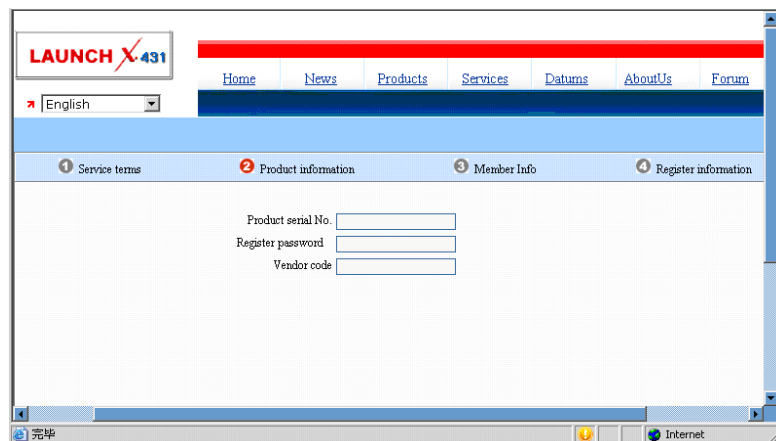 LAUNCH X-431
Home News Products Services Datums AboutUs Forum
English
1 Service terms 2 Product information 3 Member Info 4 Register information
Product serial No.
Register password
Vendor code
完毕 Internet